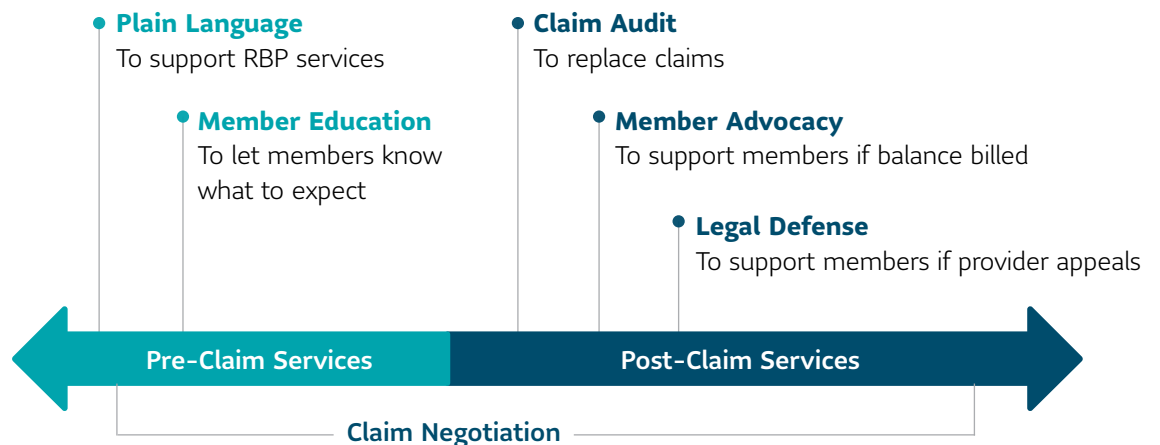 Plain Language
To support RBP services
Member Education
To let members know
what to expect
Claim Audit
To replace claims
Member Advocacy
To support members if balance billed
Legal Defense
To support members if provider appeals
Pre-Claim Services
Post-Claim Services
Claim Negotiation